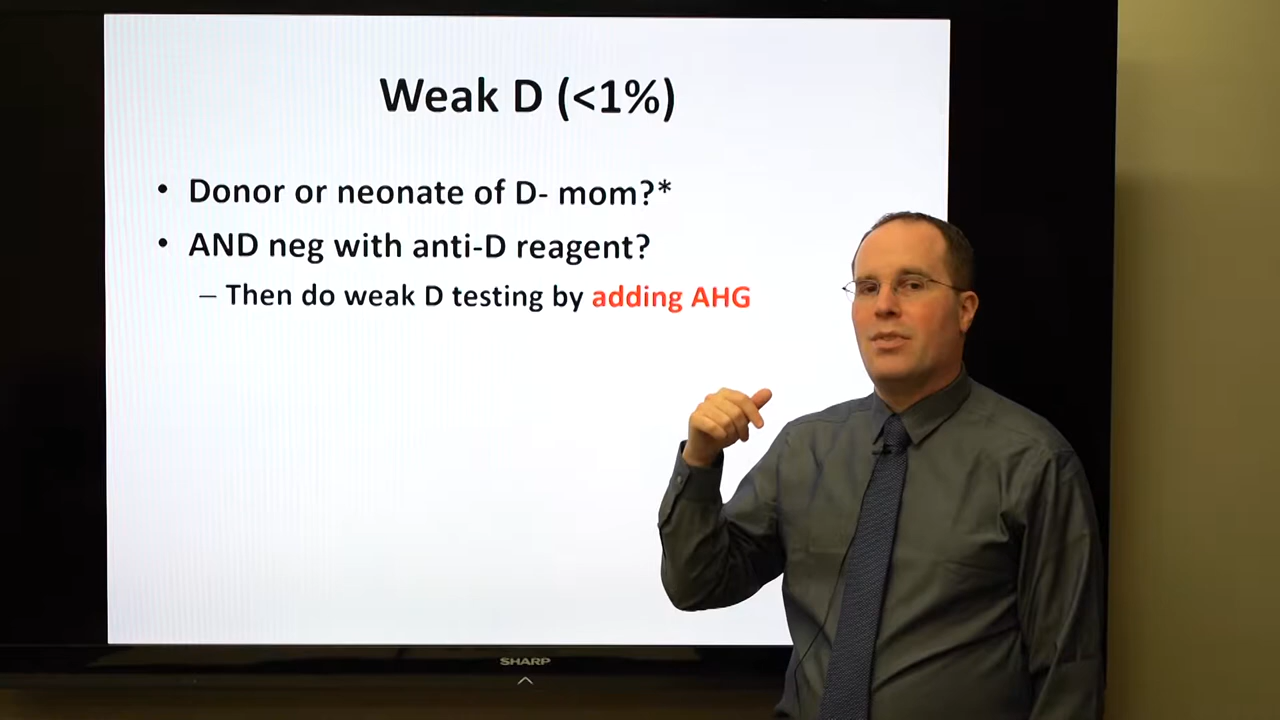 Weak D (<1%)
• Donor or neonate of D- mom?*
• AND neg with anti-D reagent?
– Then do weak D testing by adding AHG
SHARP